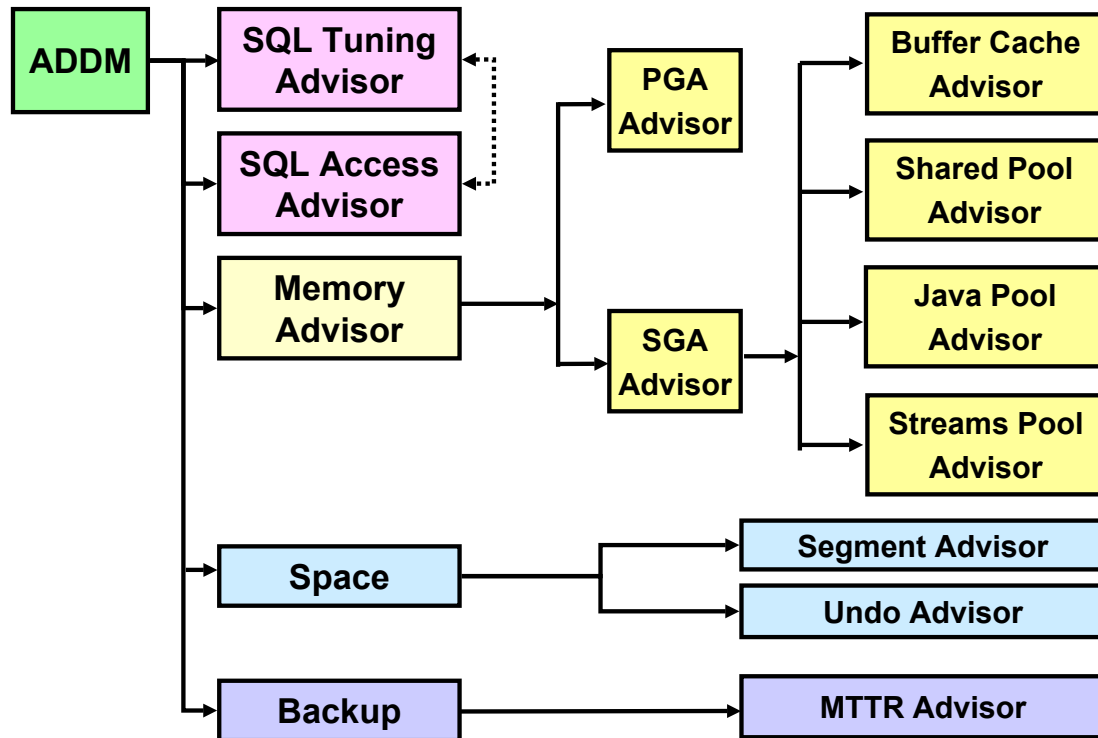 ADDM
SQL Tuning
Advisor
SQL Access
Advisor
Memory
Advisor
PGA
Advisor
SGA
Advisor
Buffer Cache
Advisor
Shared Pool
Advisor
Java Pool
Advisor
Streams Pool
Advisor
Space
Segment Advisor
Undo Advisor
Backup
MTTR Advisor